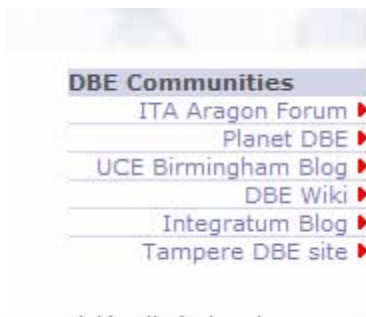 DBE Communities
ITA Aragon Forum
Planet DBE
UCE Birmingham Blog
DBE Wiki
Integratum Blog
Tampere DBE site